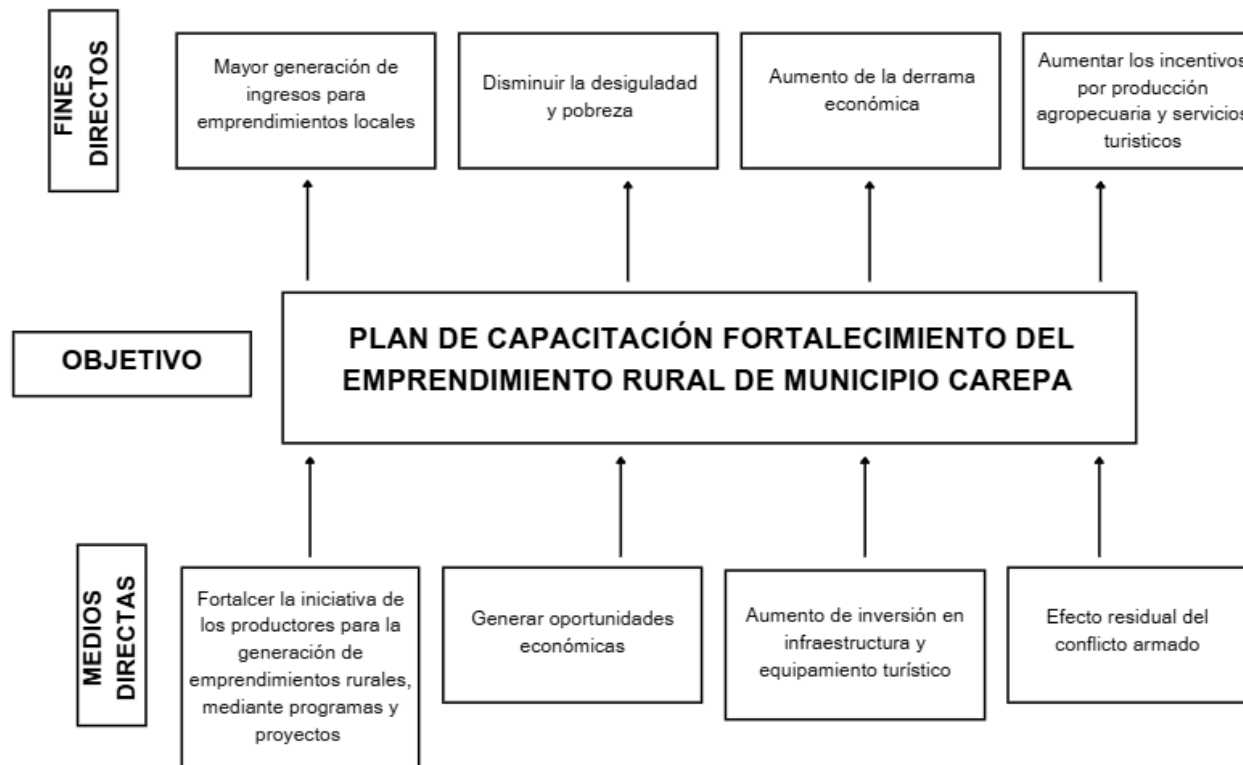 FINES
DIRECTOS
Mayor generación de
ingresos para
emprendimientos locales
Disminuir la desiguladad
y pobreza
Aumento de la derrama
económica
Aumentar los incentivos
por producción
agropecuaria y servicios
turisticos
OBJETIVO
PLAN DE CAPACITACIÓN FORTALECIMIENTO DEL
EMPRENDIMIENTO RURAL DE MUNICIPIO CAREPA
MEDIOS
DIRECTAS
Fortalcer la iniciativa de
los productores para la
generación de
emprendimientos rurales,
mediante programas y
proyectos
Generar oportunidades
económicas
Aumento de inversión en
infraestructura y
equipamiento turístico
Efecto residual del
conflicto armado